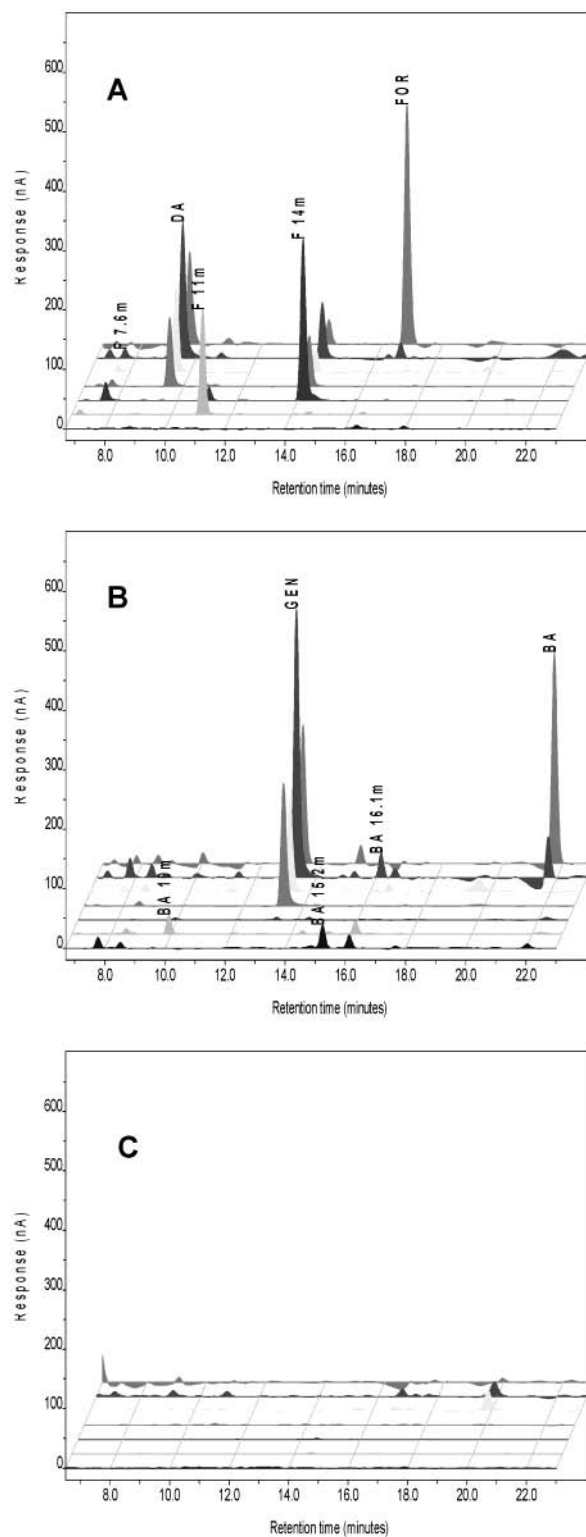 A
Response (nA)
600
500
400
300
200
100
0
P 7.6m
DA
F 11m
F 14m
FOR
8.0 10.0 12.0 14.0 16.0 18.0 20.0 22.0
Retention time (minutes)
B
Response (nA)
600
500
400
300
200
100
0
BA 10m
GEN
BA 15.2m
BA 16.1m
BA
8.0 10.0 12.0 14.0 16.0 18.0 20.0 22.0
Retention time (minutes)
C
Response (nA)
600
500
400
300
200
100
0
8.0 10.0 12.0 14.0 16.0 18.0 20.0 22.0
Retention time (minutes)